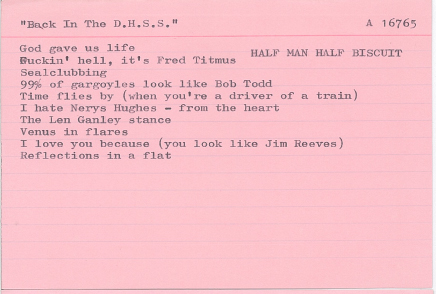 "Back In The D.H.S.S."
A 16765
God gave us life
Fuckin' hell, it's Fred Titmus
HALF MAN HALF BISCUIT
Sealclubbing
99% of gargoyles look like Bob Todd
Time flies by (when you're a driver of a train)
I hate Nerys Hughes - from the heart
The Len Ganley stance
Venus in flares
I love you because (you look like Jim Reeves)
Reflections in a flat